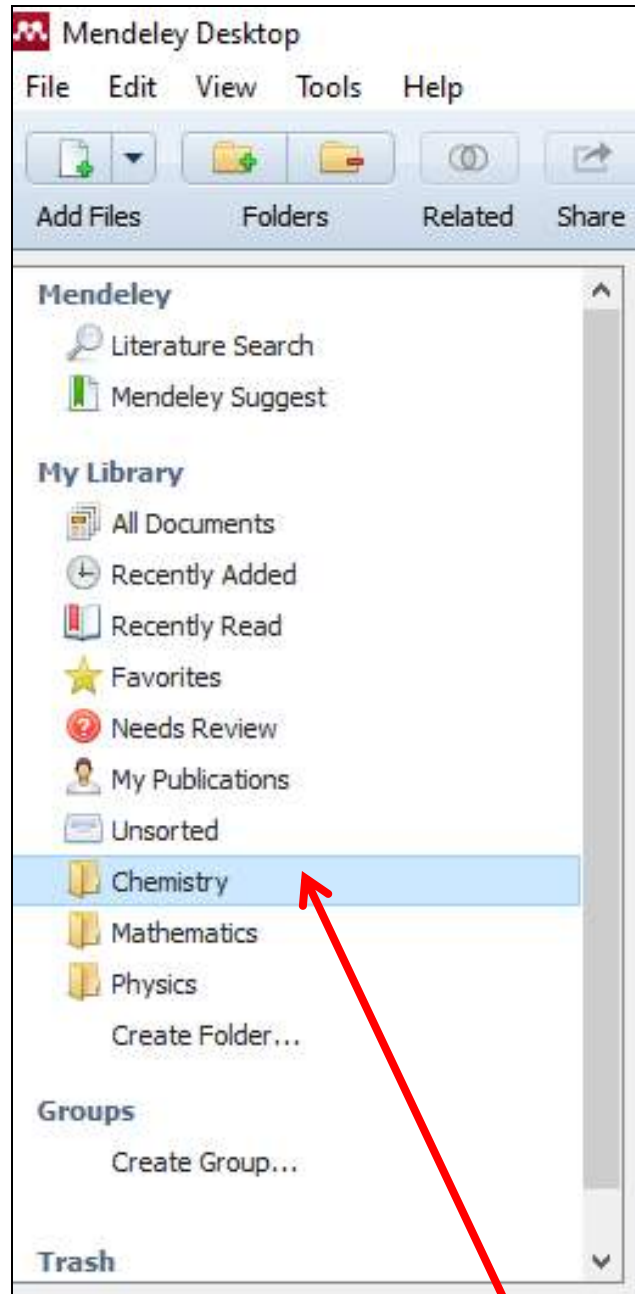 Mendeley Desktop
File Edit View Tools Help
Add Files Folders Related Share
Mendeley
Literature Search
Mendeley Suggest
My Library
All Documents
Recently Added
Recently Read
Favorites
Needs Review
My Publications
Unsorted
Chemistry
Mathematics
Physics
Create Folder...
Groups
Create Group...
Trash